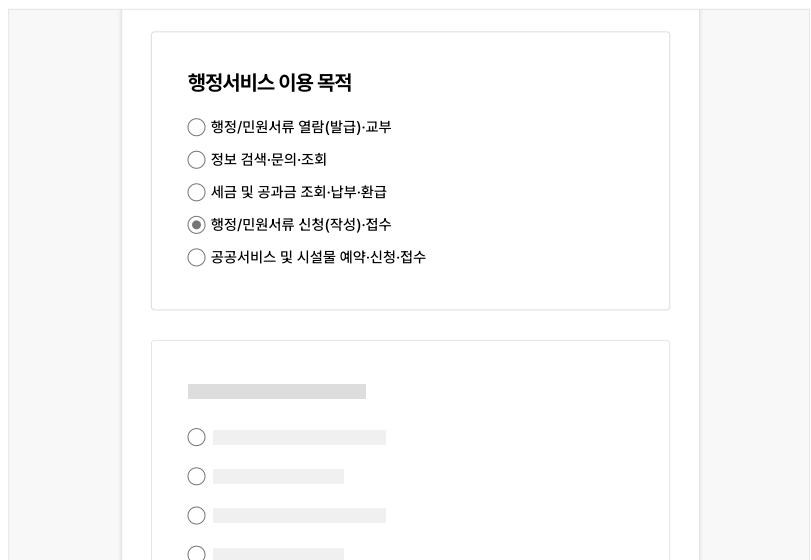 행정서비스 이용 목적
행정/민원서류 열람(발급)·교부
정보 검색·문의·조회
세금 및 공과금 조회·납부·환급
행정/민원서류 신청(작성)·접수
공공서비스 및 시설물 예약·신청·접수